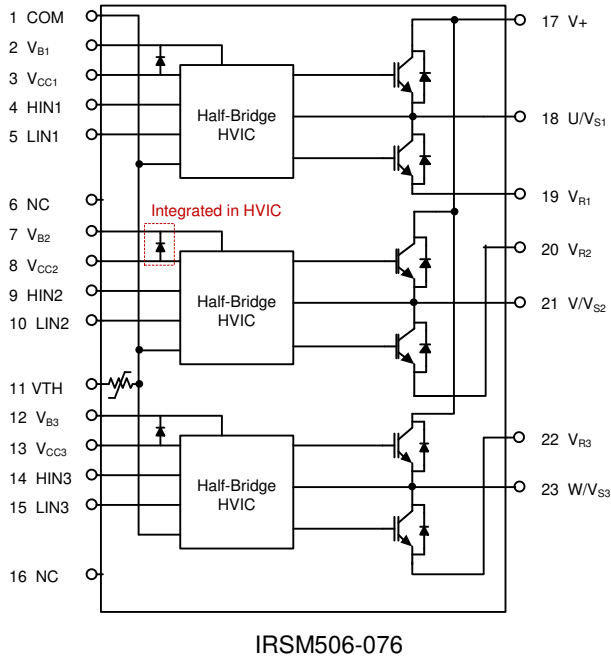 1 COM
2 VB1
3 VCC1
4 HIN1
5 LIN1
6 NC
7 VB2
8 VCC2
9 HIN2
10 LIN2
11 VTH
12 VB3
13 VCC3
14 HIN3
15 LIN3
16 NC
Half-Bridge
HVIC
Integrated in HVIC
Half-Bridge
HVIC
Half-Bridge
HVIC
17 V+
18 U/VS1
19 VR1
20 VR2
21 V/VS2
22 VR3
23 W/VS3
IRSM506-076